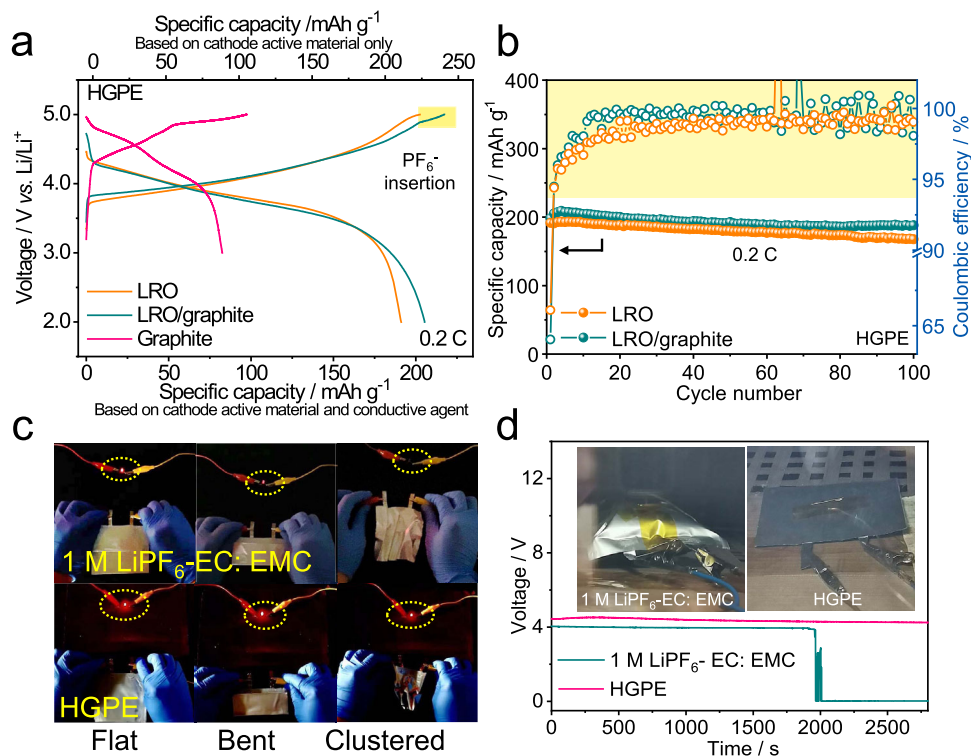 a
Specific capacity /mAh g⁻¹
Based on cathode active material only
0 50 100 150 200 250
HGPE
5.0
4.0
3.0
2.0
Voltage / V vs. Li/Li⁺
PF₆⁻
insertion
LRO
LRO/graphite
Graphite
0.2 C
0 50 100 150 200
Specific capacity / mAh g⁻¹
Based on cathode active material and conductive agent
b
400
300
200
100
0
Specific capacity / mAh g⁻¹
100
95
90
65
Coulombic efficiency / %
0.2 C
LRO
LRO/graphite
HGPE
0 20 40 60 80 100
Cycle number
c
1 M LiPF₆-EC: EMC
HGPE
Flat Bent Clustered
d
12
8
4
0
Voltage / V
1 M LiPF₆-EC: EMC
HGPE
1 M LiPF₆- EC: EMC
HGPE
0 500 1000 1500 2000 2500
Time / s